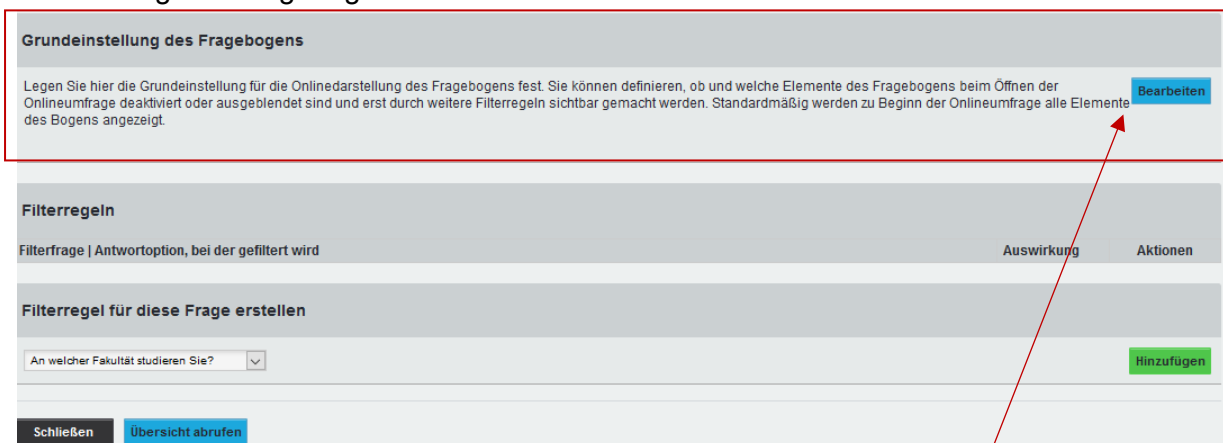 Grundeinstellung des Fragebogens
Legen Sie hier die Grundeinstellung für die Onlinedarstellung des Fragebogens fest. Sie können definieren, ob und welche Elemente des Fragebogens beim Öffnen der
Onlineumfrage deaktiviert oder ausgeblendet sind und erst durch weitere Filterregeln sichtbar gemacht werden. Standardmäßig werden zu Beginn der Onlineumfrage alle Elemente
des Bogens angezeigt.
Bearbeiten
Filterregeln
Filterfrage | Antwortoption, bei der gefiltert wird Auswirkung Aktionen
Filterregel für diese Frage erstellen
An welcher Fakultät studieren Sie? Hinzufügen
Schließen Übersicht abrufen